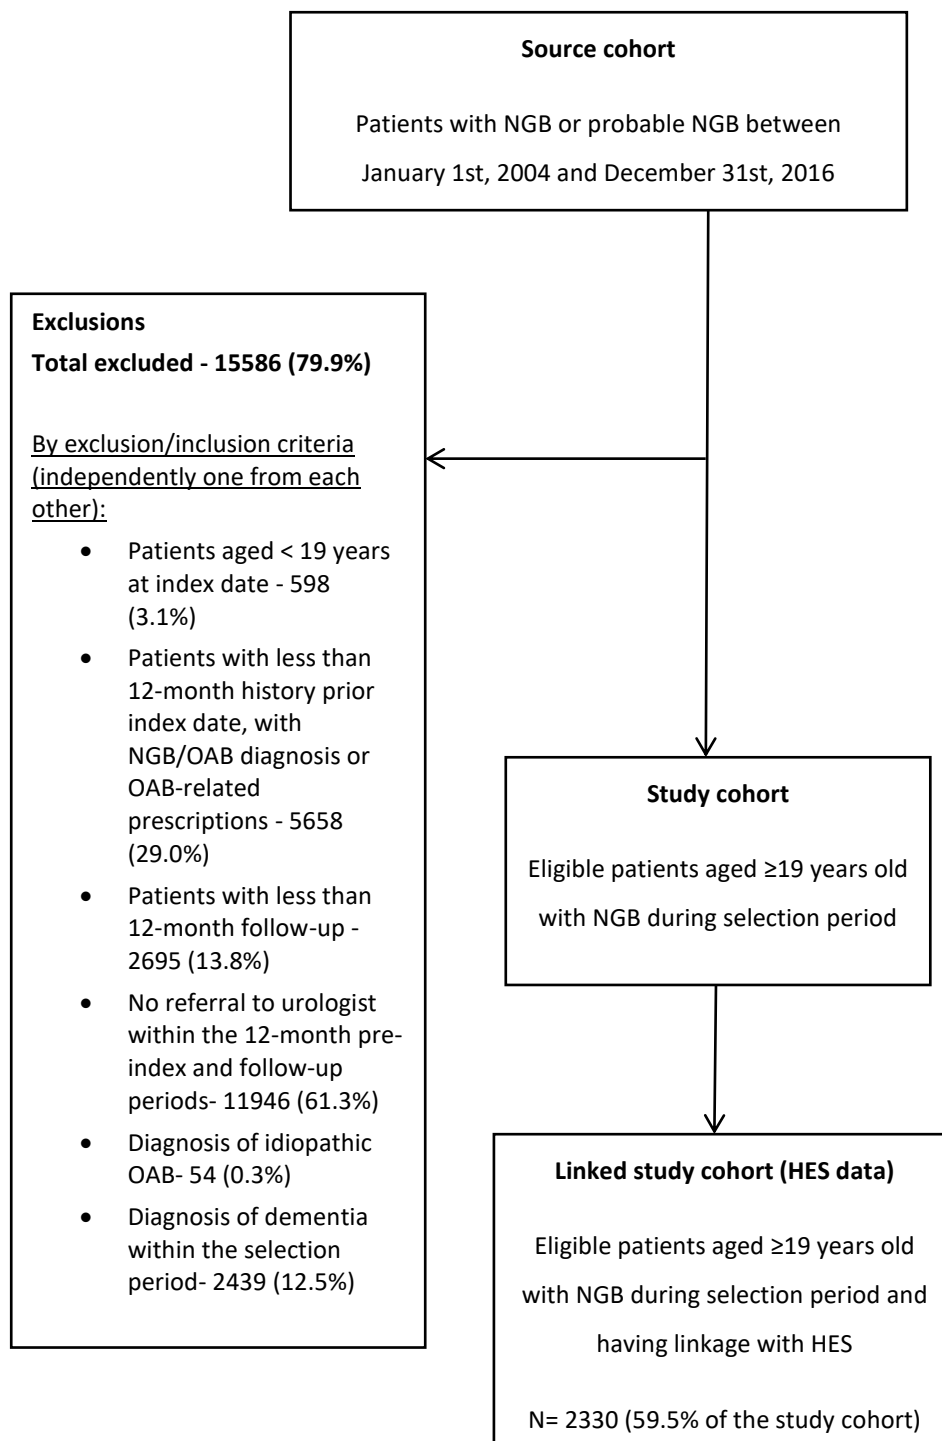 Source cohort
Patients with NGB or probable NGB between
January 1st, 2004 and December 31st, 2016
Exclusions
Total excluded - 15586 (79.9%)
By exclusion/inclusion criteria
(independently one from each
other):
• Patients aged < 19 years
at index date - 598
(3.1%)
• Patients with less than
12-month history prior
index date, with
NGB/OAB diagnosis or
OAB-related
prescriptions - 5658
(29.0%)
• Patients with less than
12-month follow-up -
2695 (13.8%)
• No referral to urologist
within the 12-month pre-
index and follow-up
periods- 11946 (61.3%)
• Diagnosis of idiopathic
OAB- 54 (0.3%)
• Diagnosis of dementia
within the selection
period- 2439 (12.5%)
Study cohort
Eligible patients aged ≥19 years old
with NGB during selection period
Linked study cohort (HES data)
Eligible patients aged ≥19 years old
with NGB during selection period and
having linkage with HES
N= 2330 (59.5% of the study cohort)